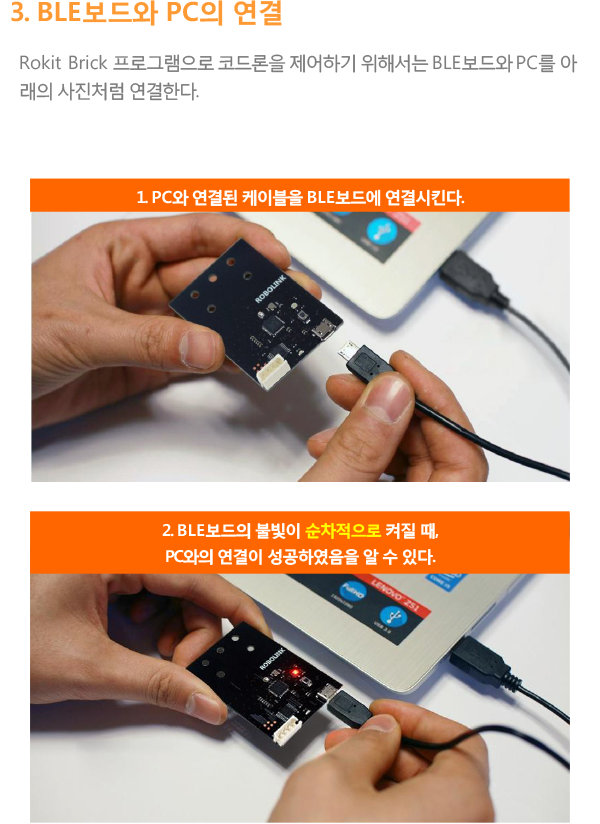 3. BLE보드와 PC의 연결
Rokit Brick 프로그램으로 코드론을 제어하기 위해서는 BLE보드와 PC를 아
래의 사진처럼 연결한다.
1. PC와 연결된 케이블을 BLE보드에 연결시킨다.
ROBOLINK
2. BLE보드의 불빛이 순차적으로 켜질 때,
PC와의 연결이 성공하였음을 알 수 있다.
LENOVO Z51
FullHD
USB 3.0
ROBOLINK